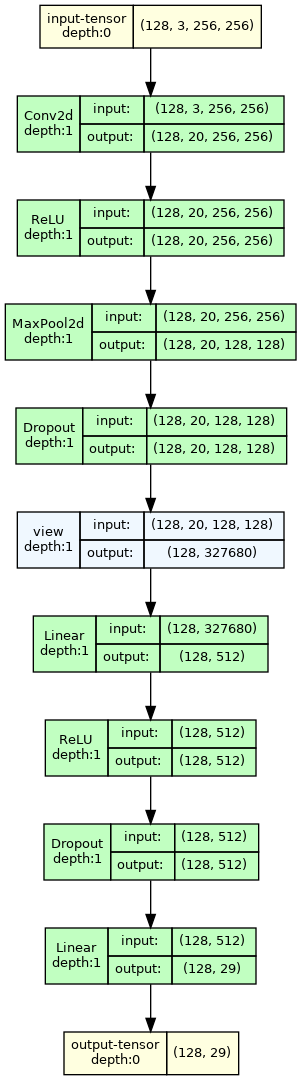 input-tensor
depth:0
(128, 3, 256, 256)
Conv2d
depth:1
input:
(128, 3, 256, 256)
output:
(128, 20, 256, 256)
ReLU
depth:1
input:
(128, 20, 256, 256)
output:
(128, 20, 256, 256)
MaxPool2d
depth:1
input:
(128, 20, 256, 256)
output:
(128, 20, 128, 128)
Dropout
depth:1
input:
(128, 20, 128, 128)
output:
(128, 20, 128, 128)
view
depth:1
input:
(128, 20, 128, 128)
output:
(128, 327680)
Linear
depth:1
input:
(128, 327680)
output:
(128, 512)
ReLU
depth:1
input:
(128, 512)
output:
(128, 512)
Dropout
depth:1
input:
(128, 512)
output:
(128, 512)
Linear
depth:1
input:
(128, 512)
output:
(128, 29)
output-tensor
depth:0
(128, 29)